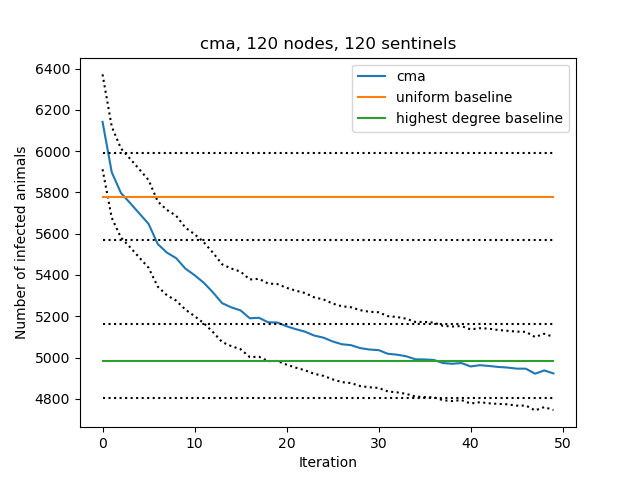 cma, 120 nodes, 120 sentinels
6400
6200
6000
5800
5600
5400
5200
5000
4800
Number of infected animals
cma
uniform baseline
highest degree baseline
0
10
20
30
40
50
Iteration